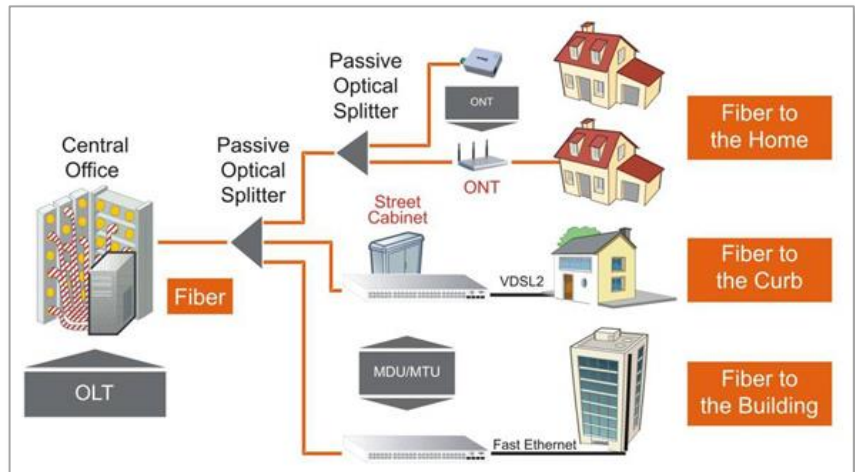 Central
Office
Passive
Optical
Splitter
Passive
Optical
Splitter
ONT
ONT
Fiber to
the Home
Street
Cabinet
Fiber
VDSL2
Fiber to
the Curb
OLT
MDU/MTU
Fast Ethernet
Fiber to
the Building